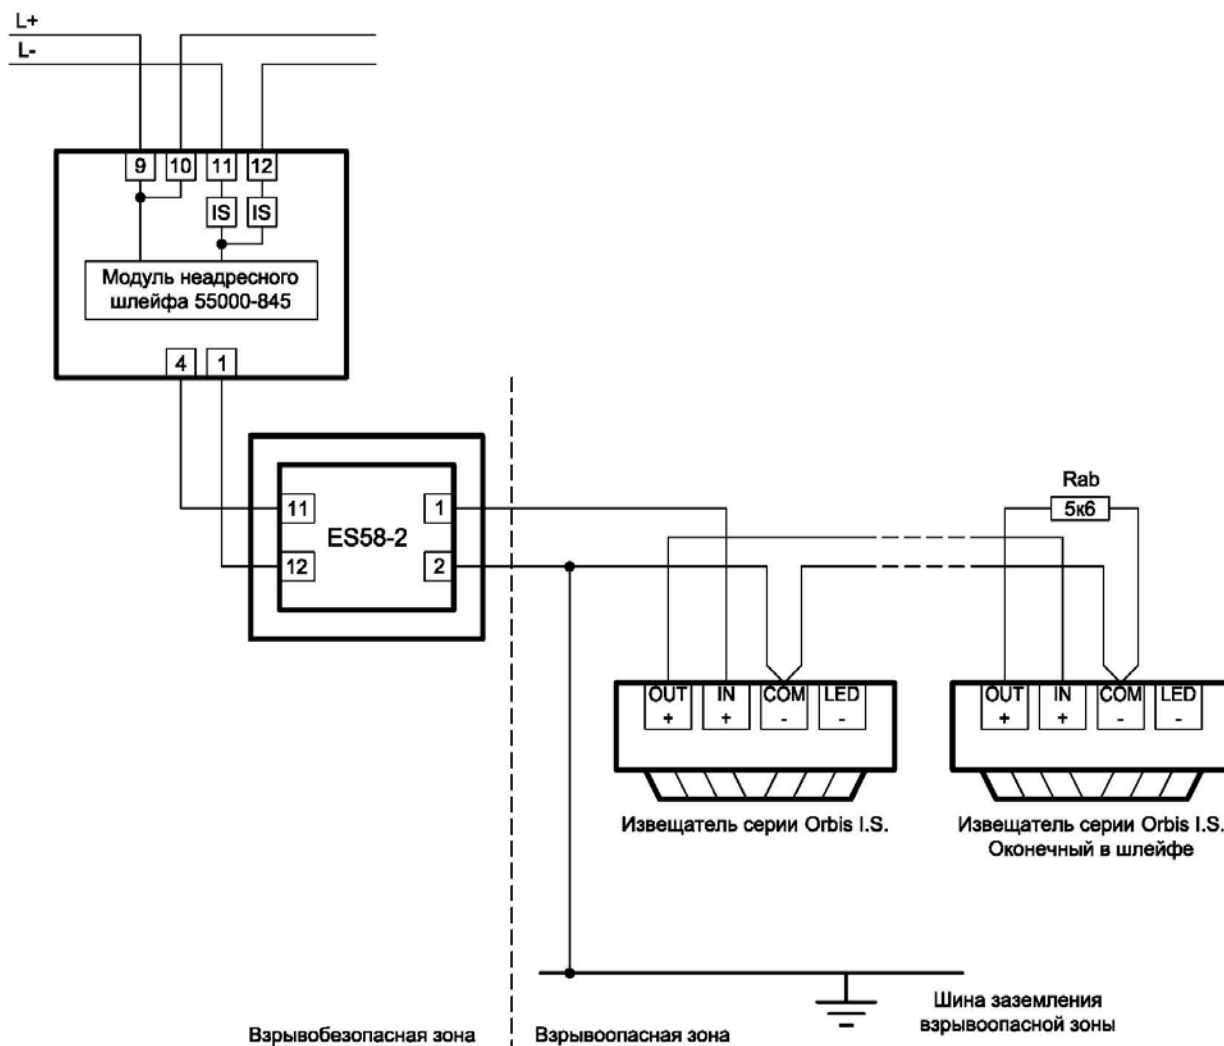 L+
L-
9 10 11 12
IS IS
Модуль неадресного
шлейфа 55000-845
4 1
11 1
ES58-2
12 2
Rab
5к6
OUT IN COM LED
+ + - -
OUT IN COM LED
+ + - -
Извещатель серии Orbis I.S.
Извещатель серии Orbis I.S.
Оконечный в шлейфе
Шина заземления
взрывоопасной зоны
Взрывобезопасная зона
Взрывоопасная зона